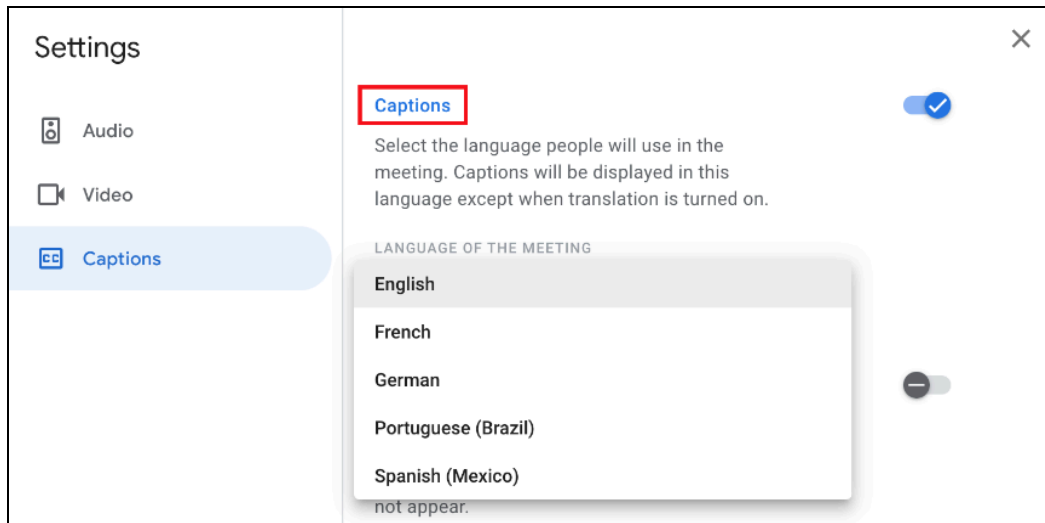 Settings
Audio
Video
Captions
Captions
Select the language people will use in the
meeting. Captions will be displayed in this
language except when translation is turned on.
LANGUAGE OF THE MEETING
English
French
German
Portuguese (Brazil)
Spanish (Mexico)
not appear.